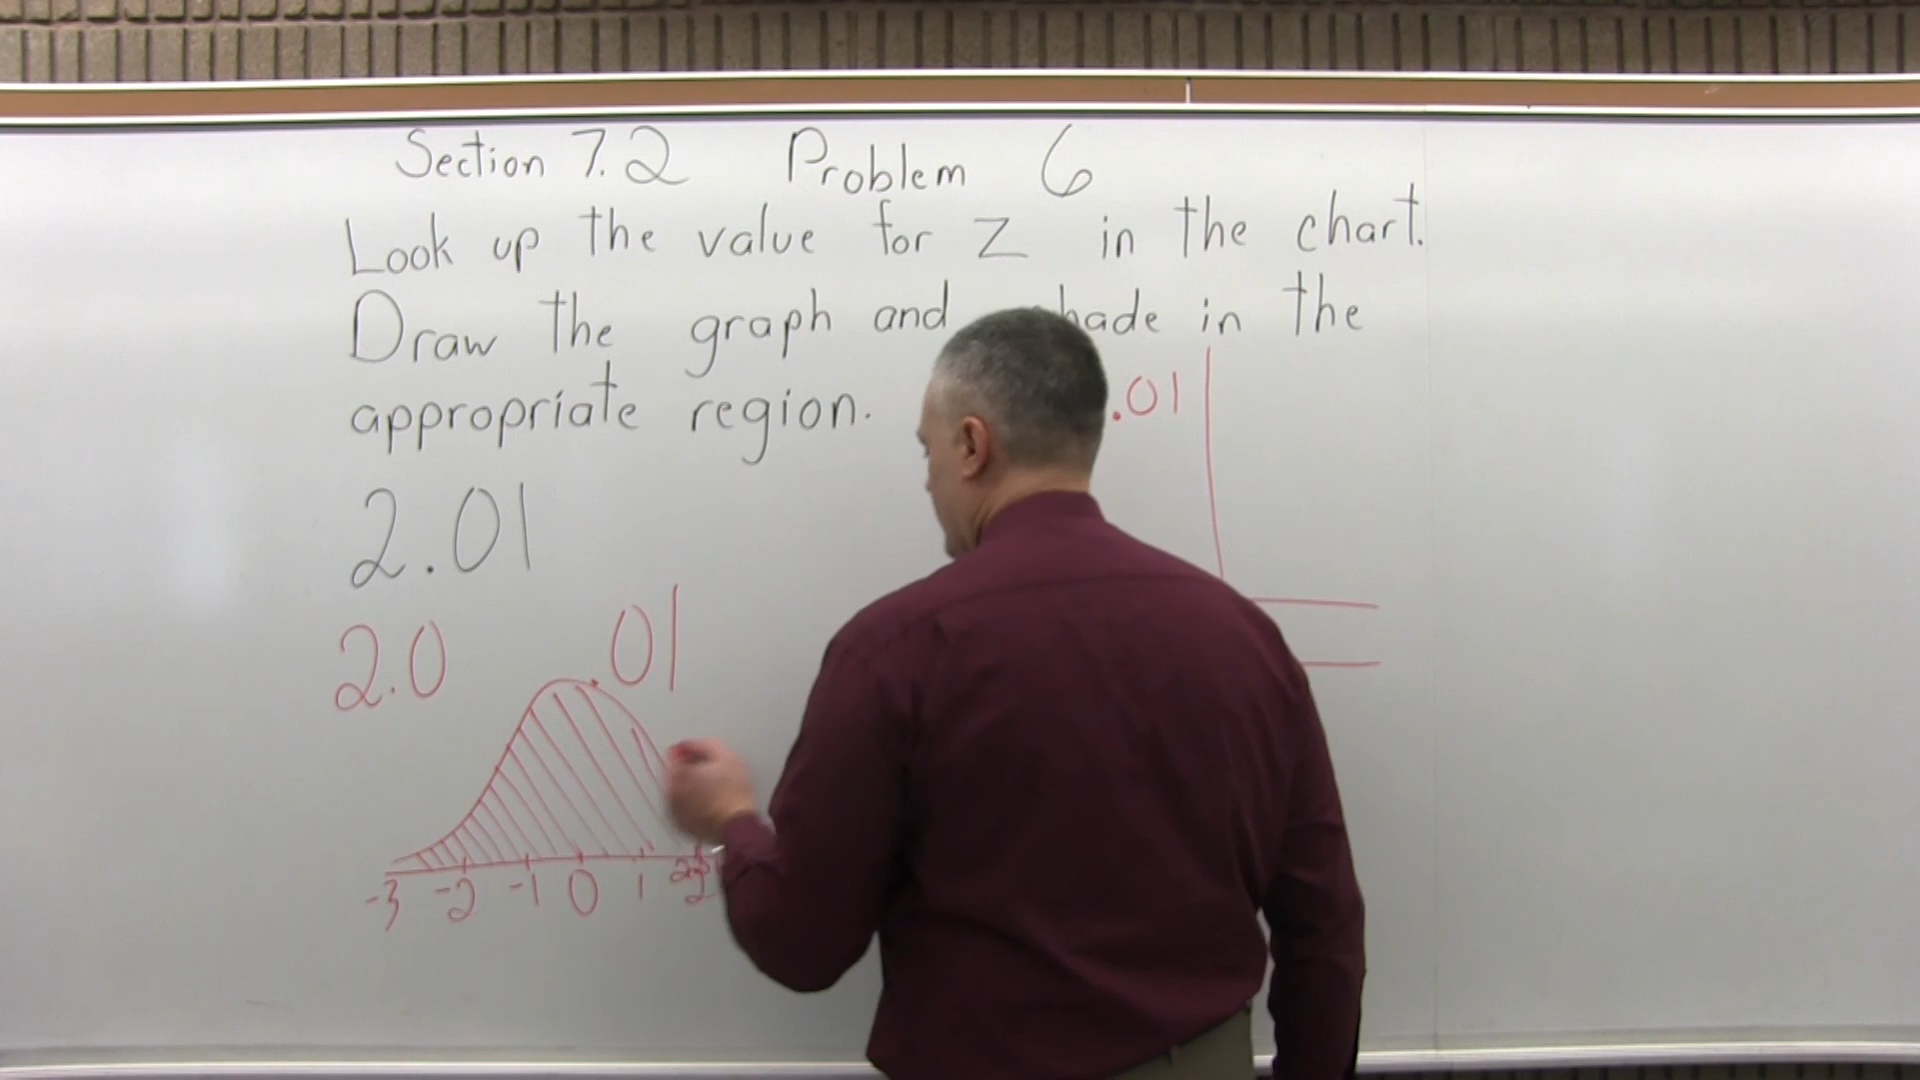 Section 7.2 Problem 6
Look up the value for Z in the chart.
Draw the graph and hade in the
appropriate region.
.01
2.01
2.0 .01
-3 -2 -1 0 1 2